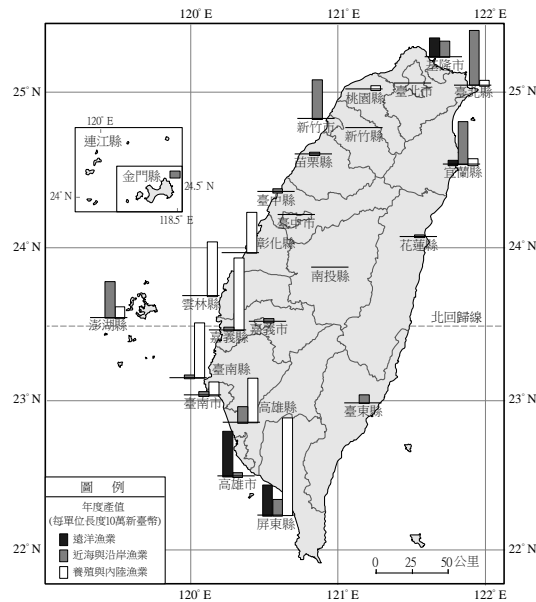 120° E
121° E
122° E
基隆市
25° N
桃園縣
臺北市
臺北縣
25° N
新竹市
新竹縣
120° E
連江縣
苗栗縣
宜蘭縣
金門縣
24° N
24.5° N
118.5° E
臺中縣
臺中市
24° N
彰化縣
花蓮縣
24° N
南投縣
雲林縣
澎湖縣
北回歸線
嘉義縣
嘉義市
臺南縣
23° N
臺南市
高雄縣
臺東縣
23° N
圖 例
高雄市
年度產值
(每單位長度10萬新臺幣)
遠洋漁業
屏東縣
近海與沿岸漁業
養殖與內陸漁業
22° N
0 25 50 公里
22° N
120° E
121° E
122° E